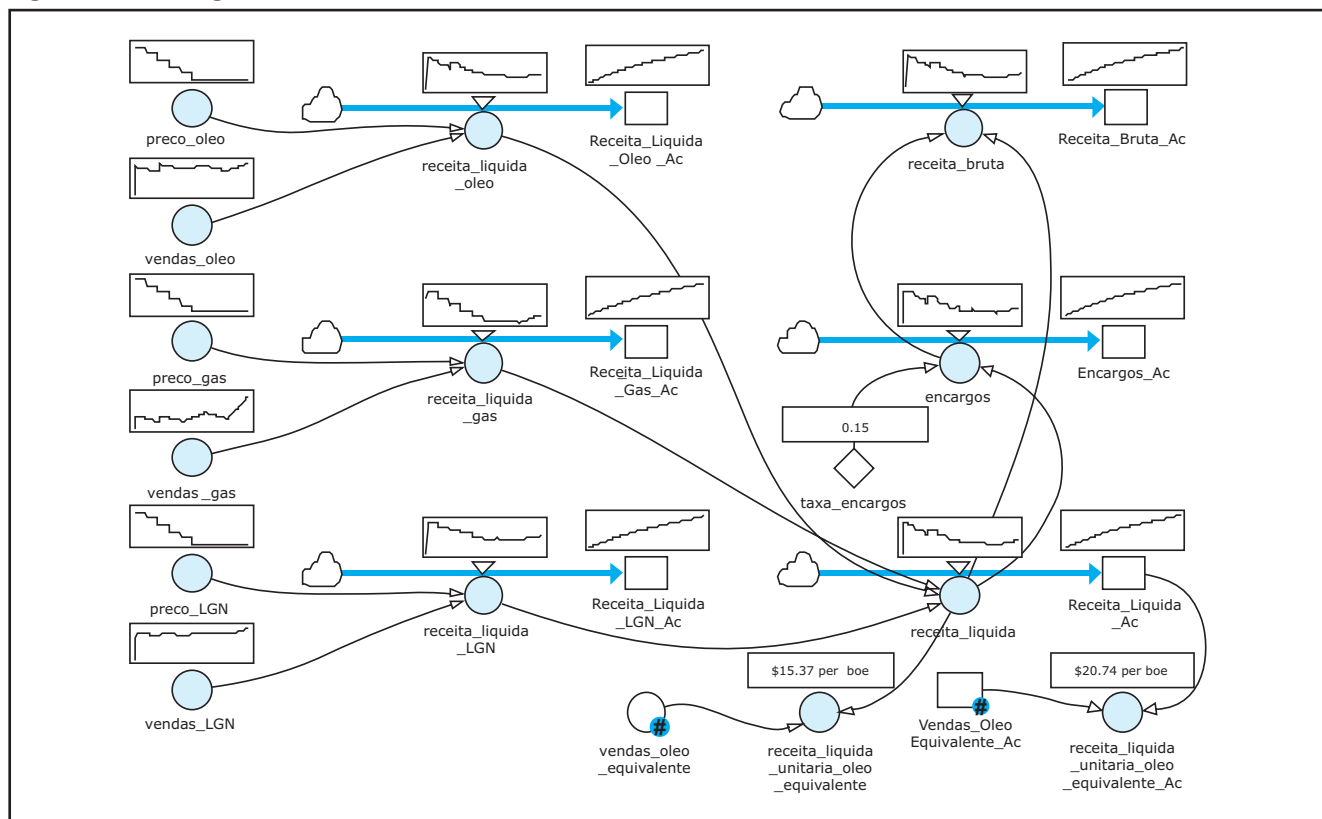 preco_oleo
receita_liquida
_oleo
Receita_Liquida
_Oleo _Ac
receita_bruta
Receita_Bruta_Ac
vendas_oleo
preco_gas
receita_liquida
_gas
Receita_Liquida
_Gas_Ac
encargos
Encargos_Ac
0.15
taxa_encargos
vendas _gas
preco_LGN
receita_liquida
_LGN
Receita_Liquida
_LGN_Ac
receita_liquida
Receita_Liquida
_Ac
vendas_LGN
$15.37 per boe
$20.74 per boe
#
vendas_oleo
_equivalente
receita_liquida
_unitaria_oleo
_equivalente
#
Vendas_Oleo
Equivalente_Ac
receita_liquida
_unitaria_oleo
_equivalente_Ac